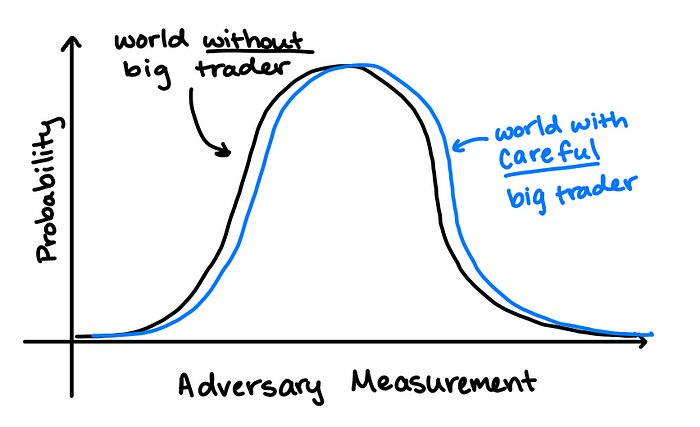 world without
big trader
world with
careful
big trader
Probability
Adversary Measurement